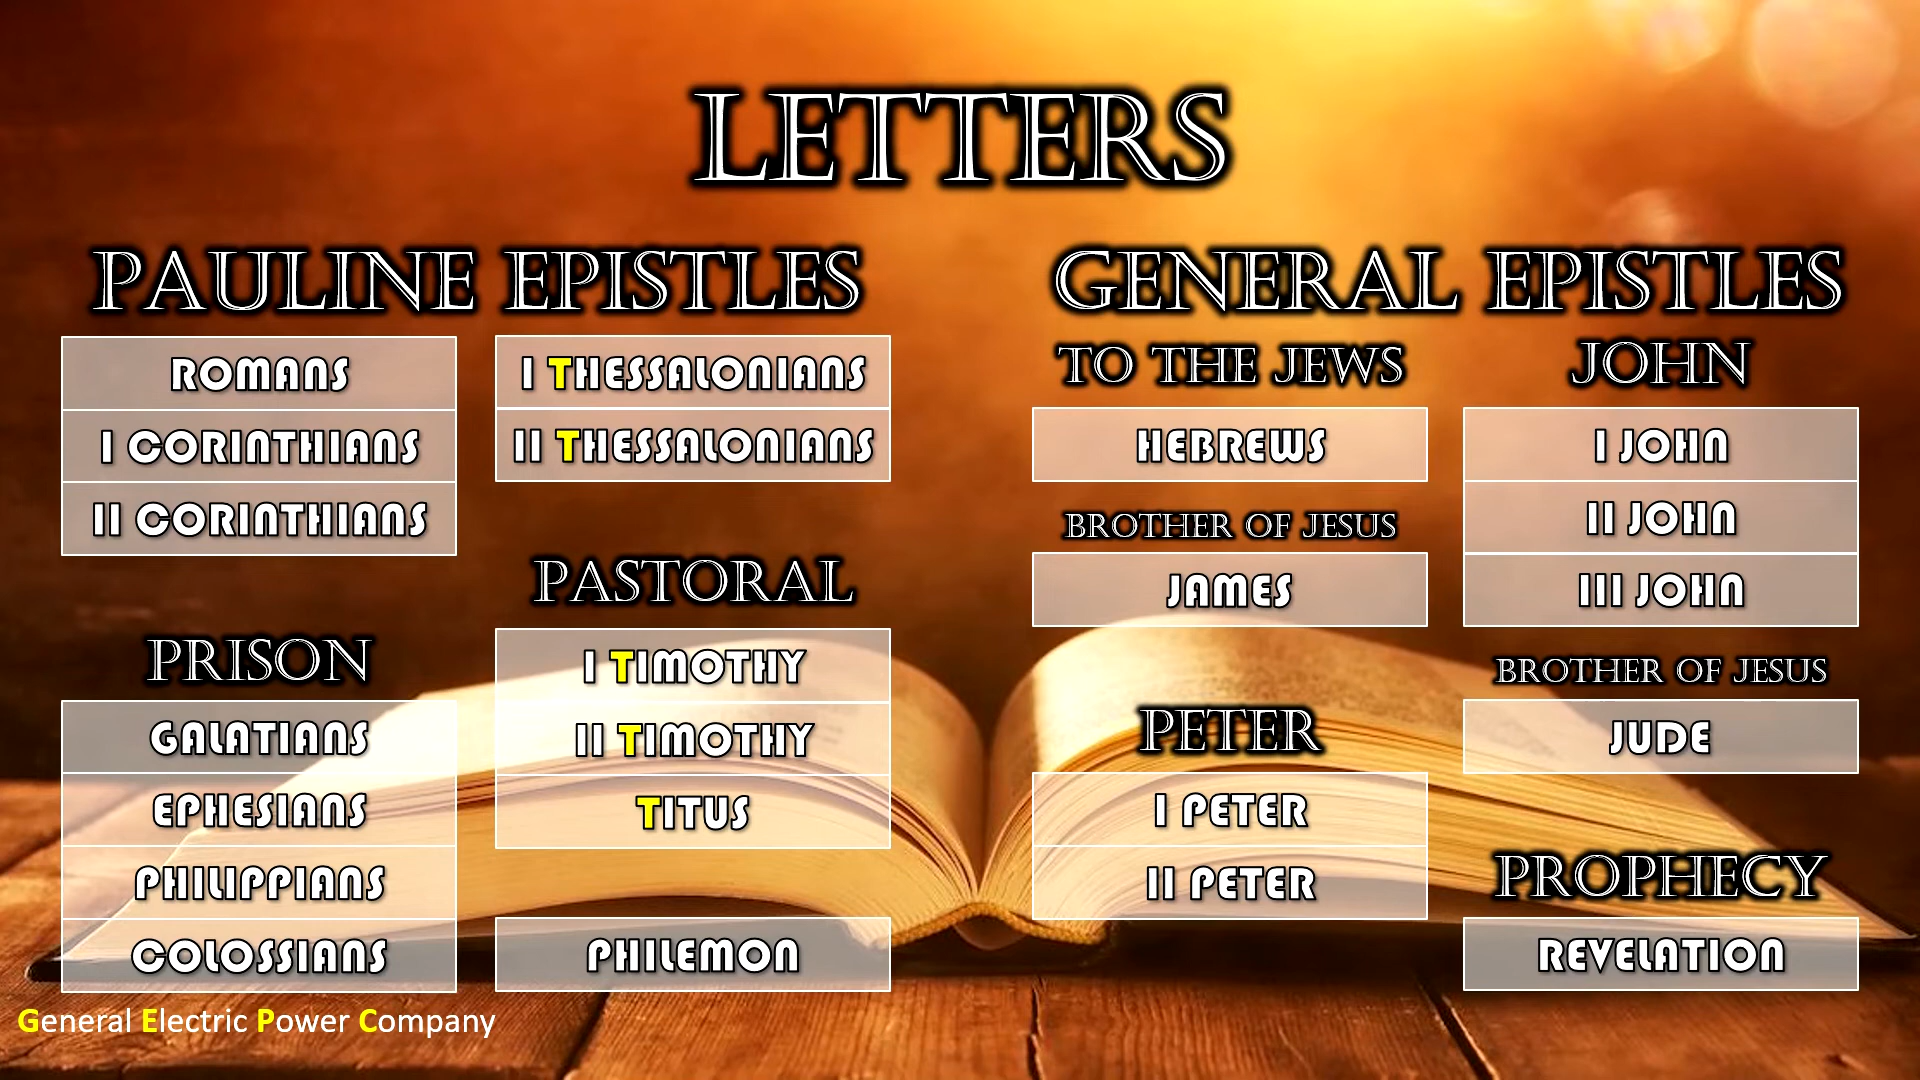 LETTERS
PAULINE EPISTLES
ROMANS
I CORINTHIANS
II CORINTHIANS
PRISON
GALATIANS
EPHESIANS
PHILIPPIANS
COLOSSIANS
General Electric Power Company
I THESSALONIANS
II THESSALONIANS
PASTORAL
I TIMOTHY
II TIMOTHY
TITUS
PHILEMON
GENERAL EPISTLES
TO THE JEWS
HEBREWS
BROTHER OF JESUS
JAMES
PETER
I PETER
II PETER
JOHN
I JOHN
II JOHN
III JOHN
BROTHER OF JESUS
JUDE
PROPHECY
REVELATION